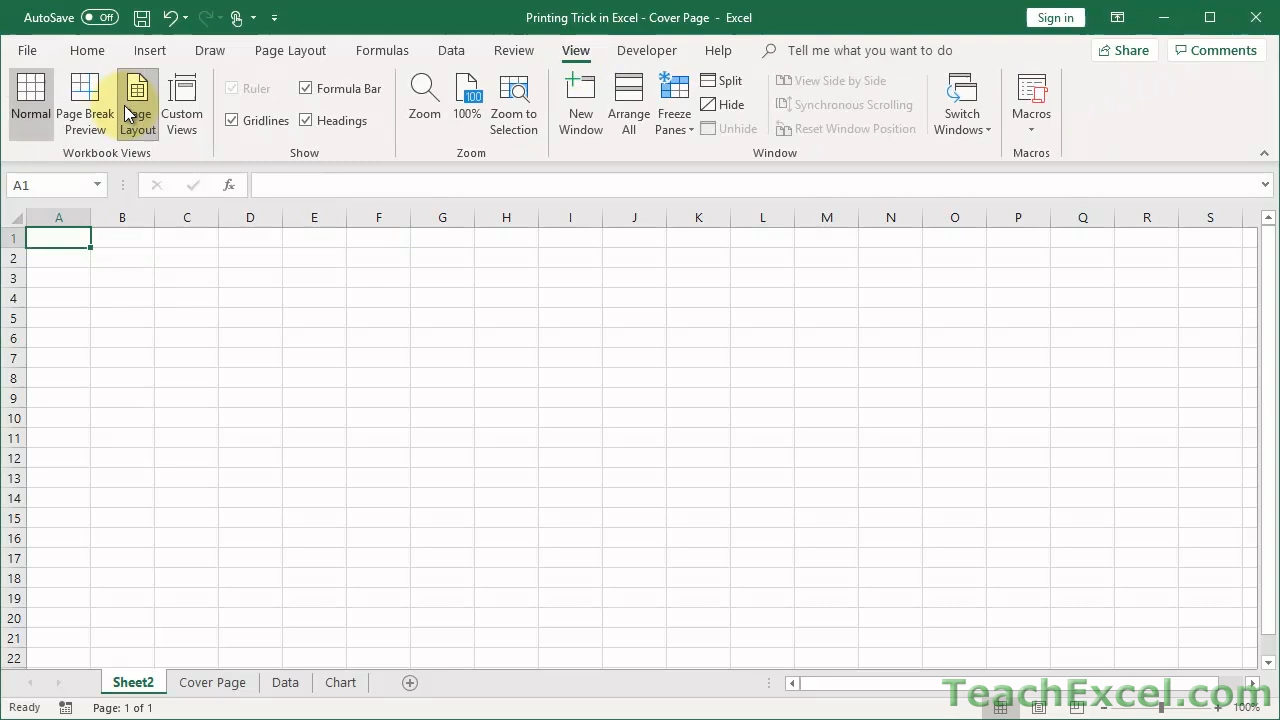 AutoSave Off
Printing Trick in Excel - Cover Page - Excel
Sign in
File Home Insert Draw Page Layout Formulas Data Review View Developer Help Tell me what you want to do Share Comments
Normal
Page Break Preview
Page Layout
Custom Views
Workbook Views
Ruler
Formula Bar
Gridlines
Headings
Show
Zoom
100
100%
Zoom to Selection
Zoom
New Window
Arrange All
Freeze Panes
Split
Hide
Unhide
View Side by Side
Synchronous Scrolling
Reset Window Position
Switch Windows
Window
Macros
Macros
A1
fx
A B C D E F G H I J K L M N O P Q R S
1
2
3
4
5
6
7
8
9
10
11
12
13
14
15
16
17
18
19
20
21
22
Sheet2 Cover Page Data Chart
TeachExcel.com
Ready Page: 1 of 1 100%